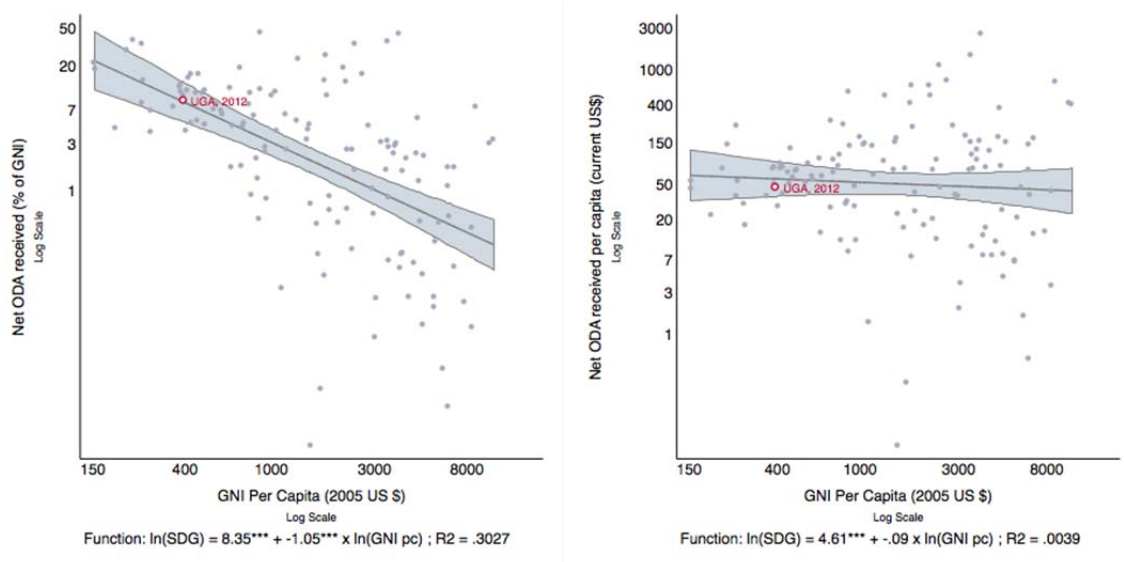 50
20
7
3
1
Net ODA received (% of GNI)
Log Scale
UGA, 2012
150 400 1000 3000 8000
GNI Per Capita (2005 US $)
Log Scale
Function: ln(SDG) = 8.35*** + -1.05*** x ln(GNI pc) ; R2 = .3027
3000
1000
400
150
50
20
7
3
1
Net ODA received per capita (current US$)
Log Scale
UGA, 2012
150 400 1000 3000 8000
GNI Per Capita (2005 US $)
Log Scale
Function: ln(SDG) = 4.61*** + -.09 x ln(GNI pc) ; R2 = .0039